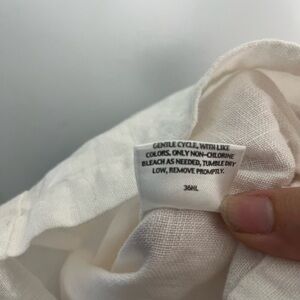 GENTLE CYCLE, WITH LIKE
COLORS. ONLY NON-CHLORINE
BLEACH AS NEEDED, TUMBLE DRY
LOW, REMOVE PROMPTLY.
36NL